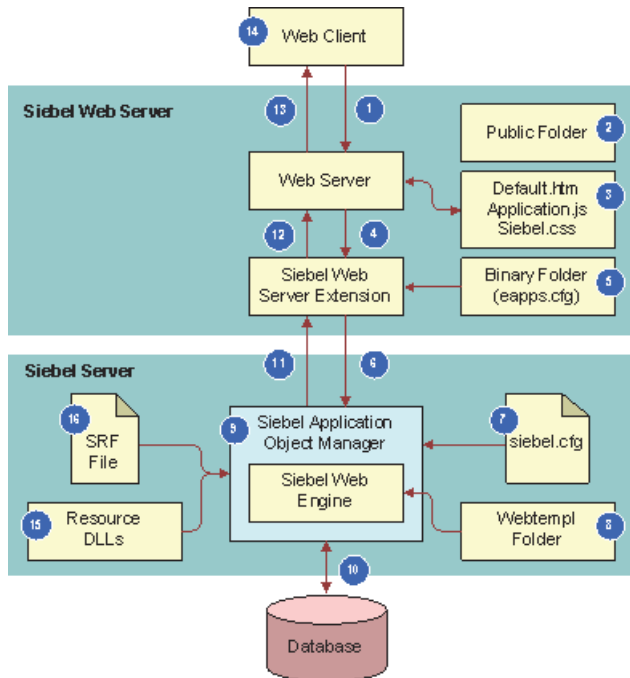 14
Web Client
Siebel Web Server
13
1
Public Folder
2
Web Server
Default.htm
Application.js
Siebel.css
3
12
4
Siebel Web
Server Extension
Binary Folder
(eapps.cfg)
5
11
6
Siebel Server
16
SRF
File
9
Siebel Application
Object Manager
7
siebel.cfg
Siebel Web
Engine
15
Resource
DLLs
Webtempl
Folder
8
10
Database